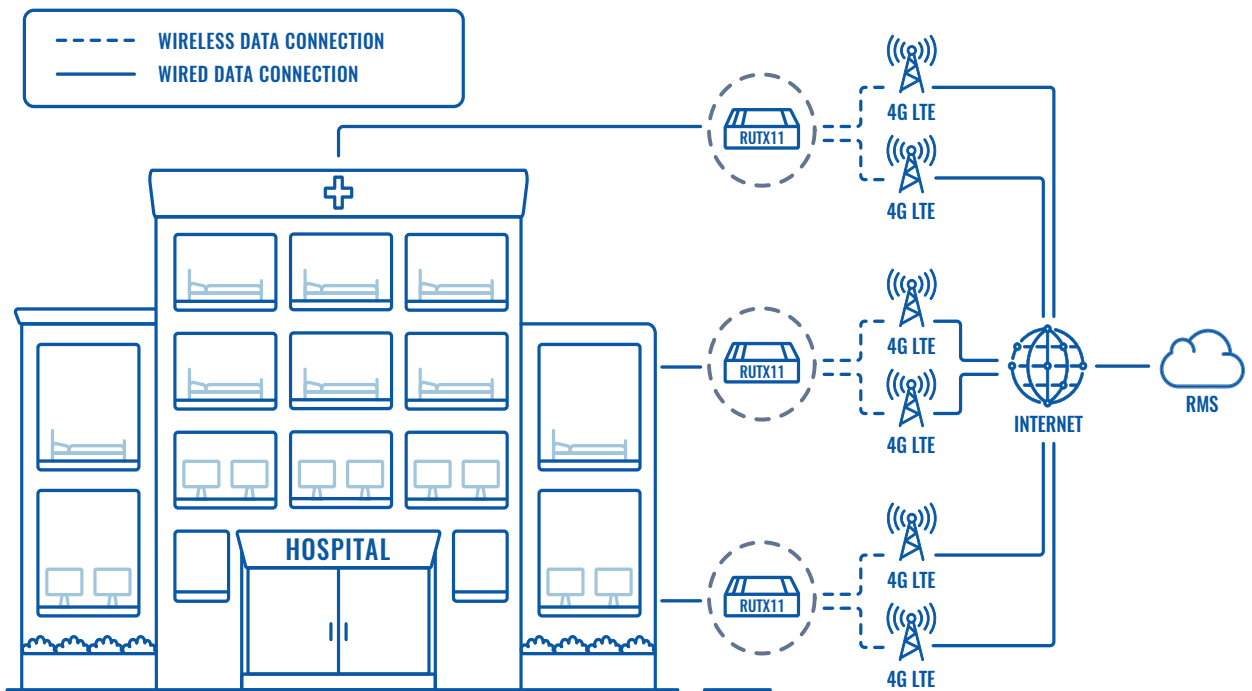 WIRELESS DATA CONNECTION
WIRED DATA CONNECTION
RUTX11
4G LTE
4G LTE
RUTX11
4G LTE
4G LTE
INTERNET
RMS
HOSPITAL
RUTX11
4G LTE
4G LTE